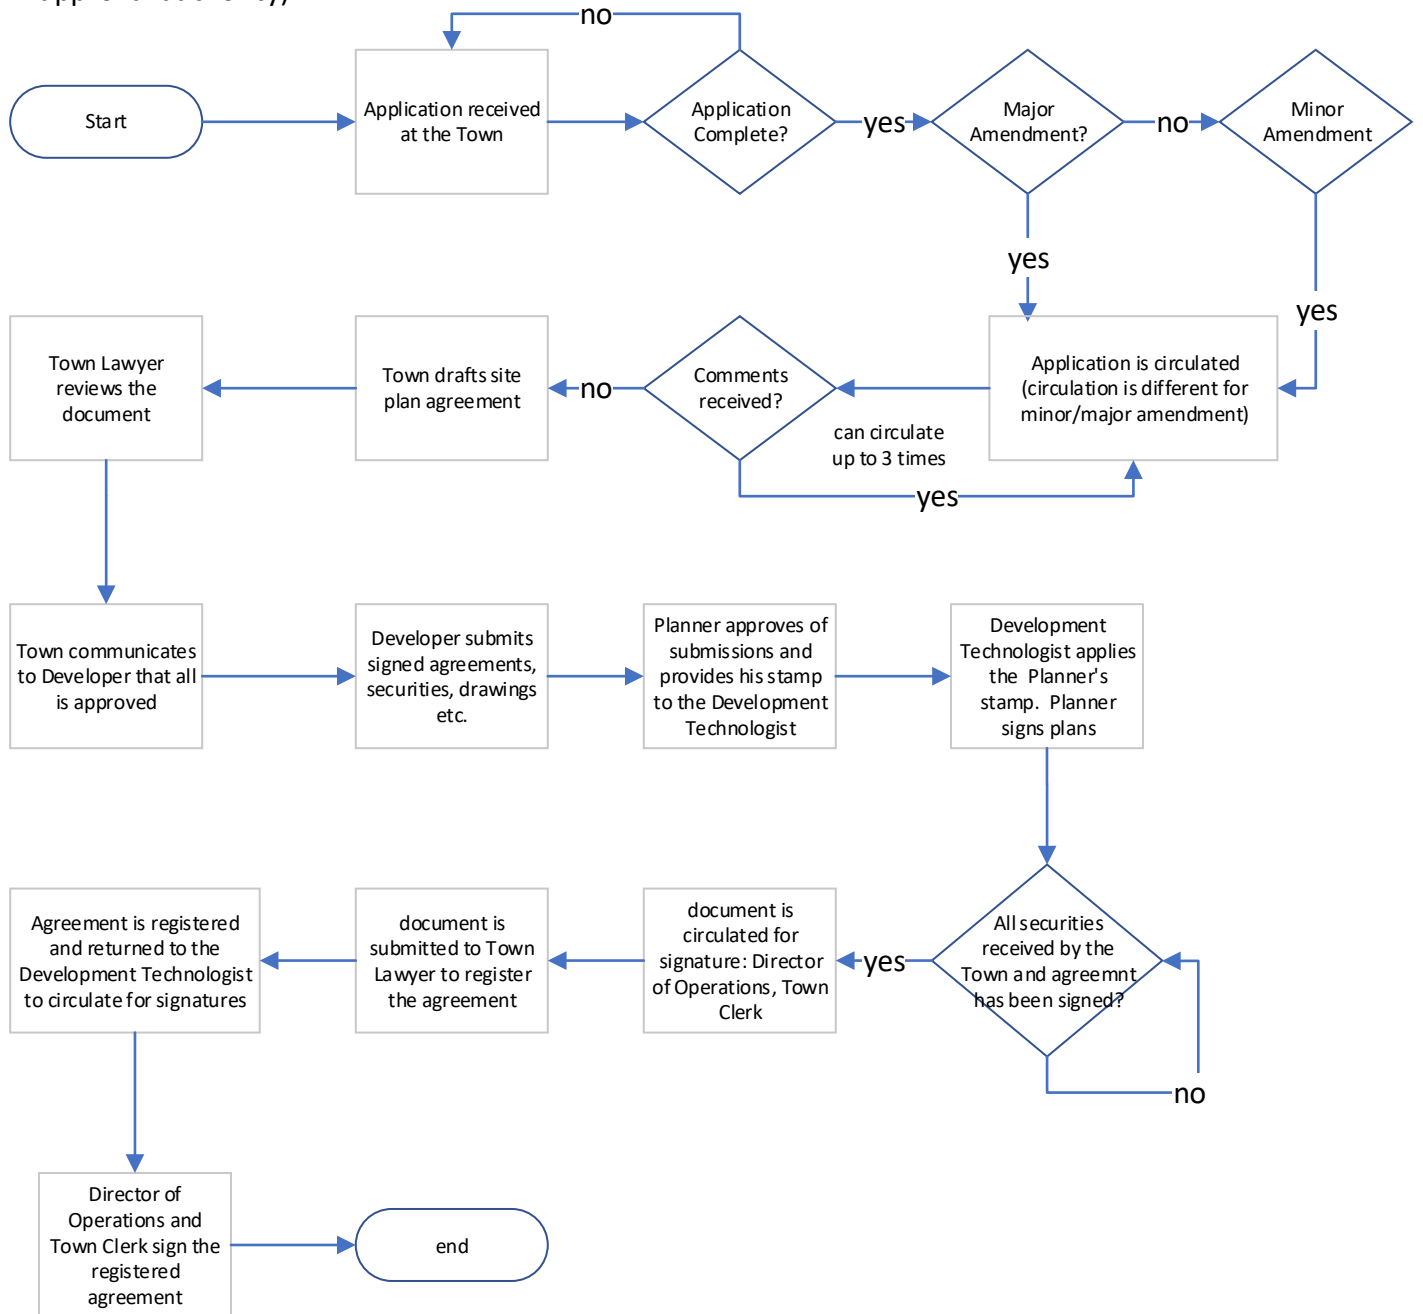 no
Start
Application received
at the Town
Application
Complete?
yes
Major
Amendment?
no
Minor
Amendment
yes
yes
Town Lawyer
reviews the
document
Town drafts site
plan agreement
no
Comments
received?
Application is circulated
(circulation is different for
minor/major amendment)
can circulate
up to 3 times
yes
Town communicates
to Developer that all
is approved
Developer submits
signed agreements,
securities, drawings
etc.
Planner approves of
submissions and
provides his stamp
to the Development
Technologist
Development
Technologist applies
the Planner's
stamp. Planner
signs plans
Agreement is registered
and returned to the
Development Technologist
to circulate for signatures
document is
submitted to Town
Lawyer to register
the agreement
document is
circulated for
signature: Director
of Operations, Town
Clerk
yes
All securities
received by the
Town and agreemnt
has been signed?
no
Director of
Operations and
Town Clerk sign the
registered
agreement
end